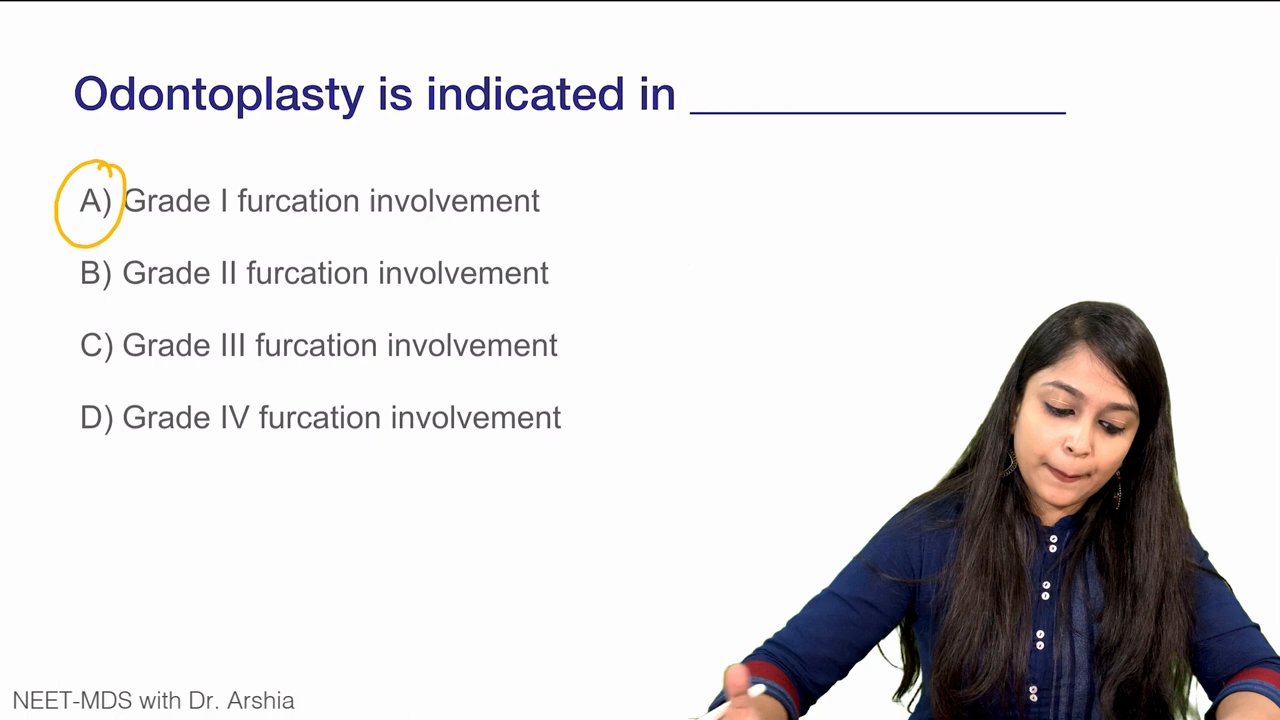 Odontoplasty is indicated in _______________
A) Grade I furcation involvement
B) Grade II furcation involvement
C) Grade III furcation involvement
D) Grade IV furcation involvement
NEET-MDS with Dr. Arshia